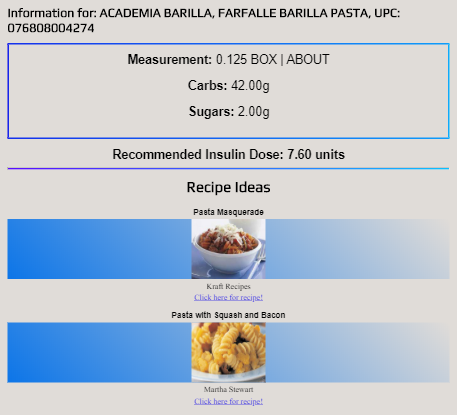 Information for: ACADEMIA BARILLA, FARFALLE BARILLA PASTA, UPC:
076808004274
Measurement: 0.125 BOX | ABOUT
Carbs: 42.00g
Sugars: 2.00g
Recommended Insulin Dose: 7.60 units
Recipe Ideas
Pasta Masquerade
Kraft Recipes
Click here for recipe!
Pasta with Squash and Bacon
Martha Stewart
Click here for recipe!